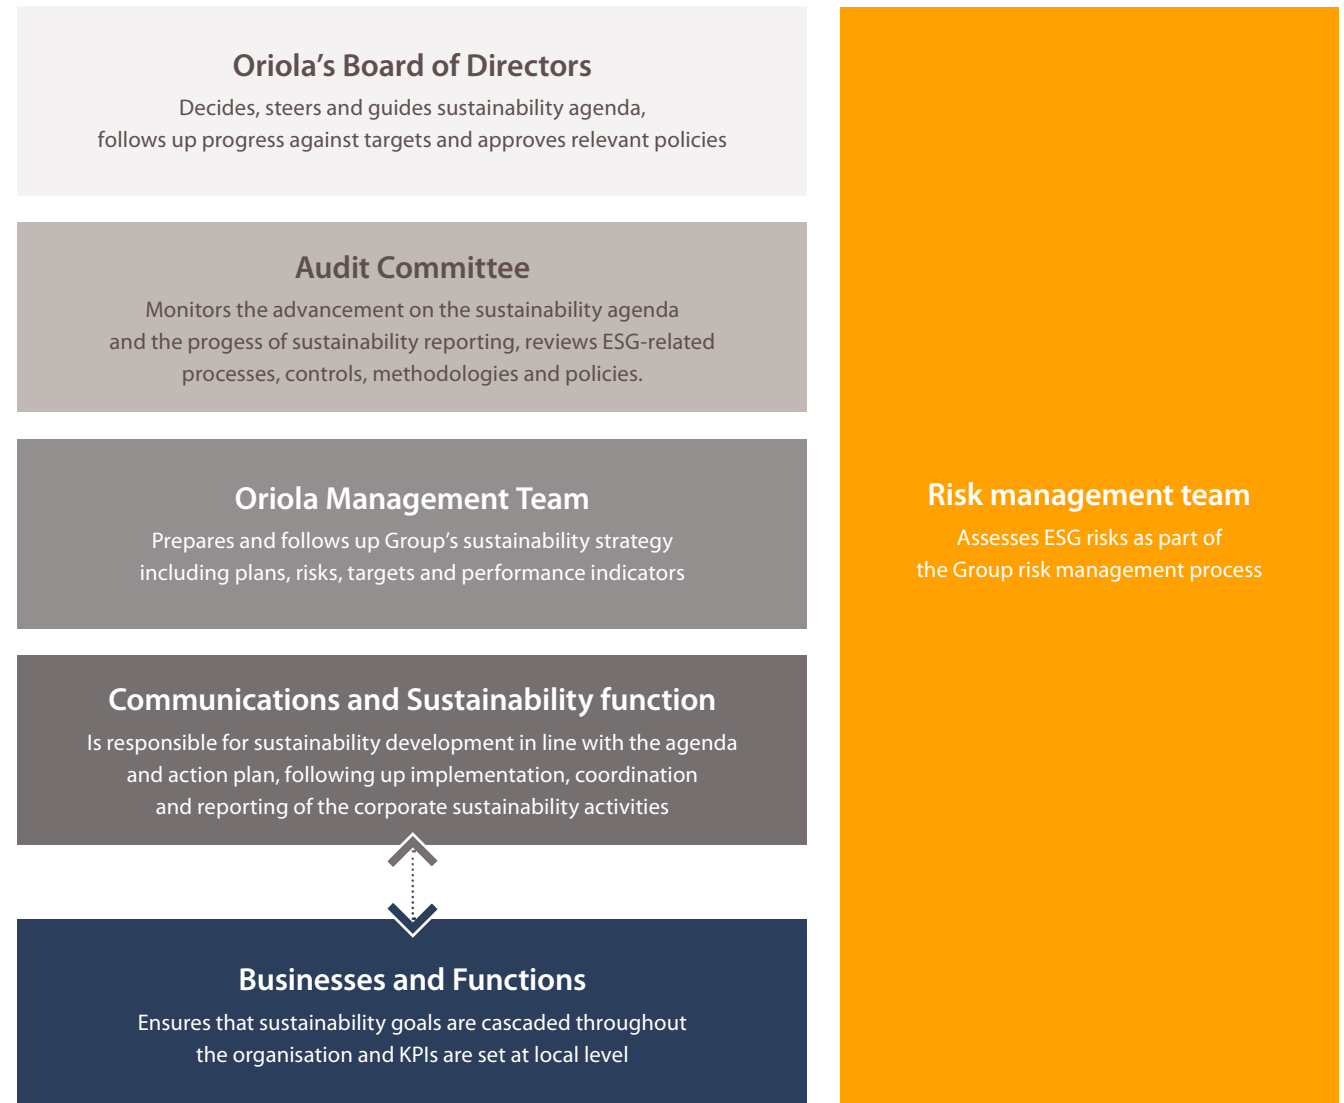 Oriola’s Board of Directors
Decides, steers and guides sustainability agenda,
follows up progress against targets and approves relevant policies
Audit Committee
Monitors the advancement on the sustainability agenda
and the progess of sustainability reporting, reviews ESG-related
processes, controls, methodologies and policies.
Oriola Management Team
Prepares and follows up Group’s sustainability strategy
including plans, risks, targets and performance indicators
Communications and Sustainability function
Is responsible for sustainability development in line with the agenda
and action plan, following up implementation, coordination
and reporting of the corporate sustainability activities
Businesses and Functions
Ensures that sustainability goals are cascaded throughout
the organisation and KPIs are set at local level
Risk management team
Assesses ESG risks as part of
the Group risk management process